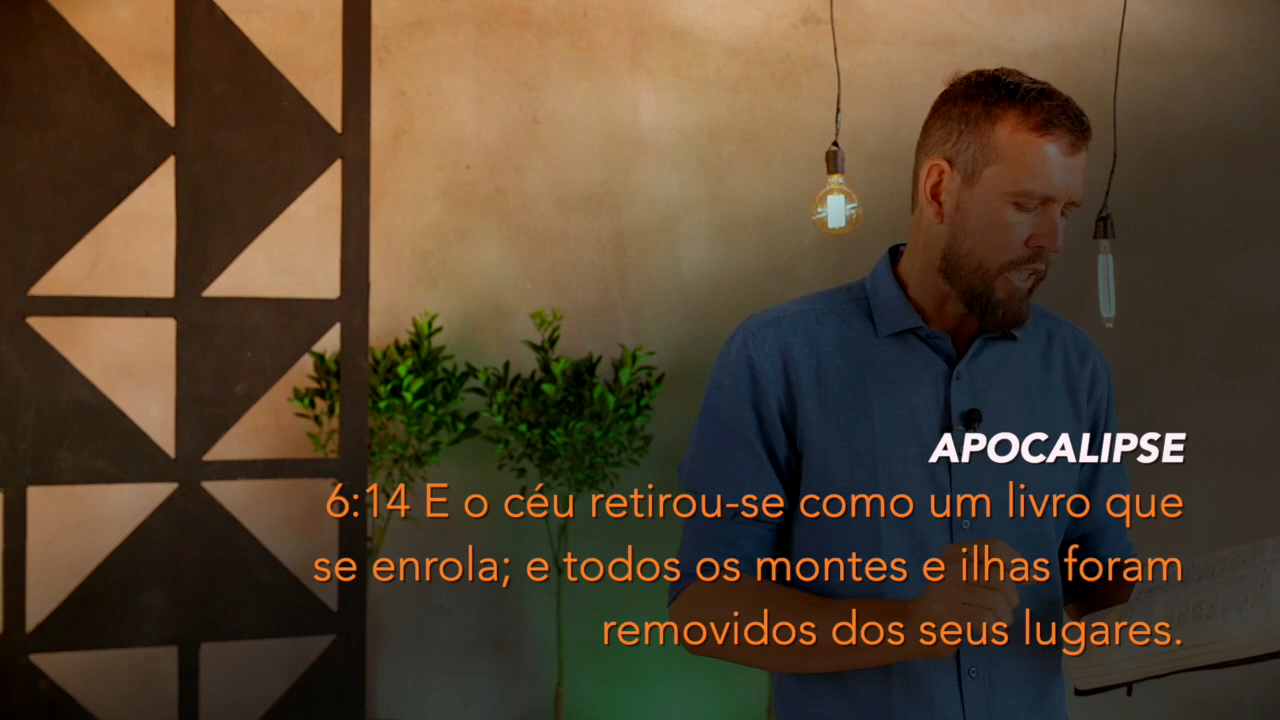 APOCALIPSE
6:14 E o céu retirou-se como um livro que
se enrola; e todos os montes e ilhas foram
removidos dos seus lugares.